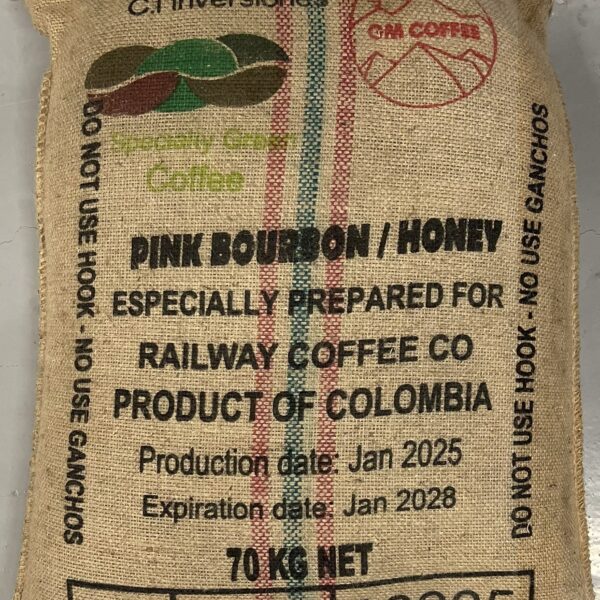 C.I Inversiones
GM COFFEE
Specialty Green
Coffee
DO NOT USE HOOK - NO USE GANCHOS
PINK BOURBON / HONEY
ESPECIALLY PREPARED FOR
RAILWAY COFFEE CO
PRODUCT OF COLOMBIA
Production date: Jan 2025
Expiration date: Jan 2028
70 KG NET
DO NOT USE HOOK - NO USE GANCHOS